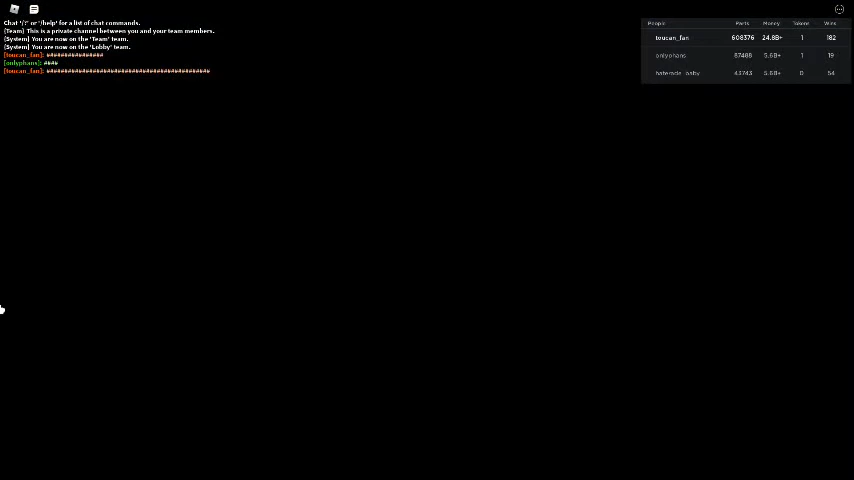 Chat '/?' or '/help' for a list of chat commands.
{Team} This is a private channel between you and your team members.
{System} You are now on the 'Team' team.
{System} You are now on the 'Lobby' team.
[toucan_fan]: ################
[onlyphans]: ####
[toucan_fan]: ##############################################
People Parts Money Tokens Wins
toucan_fan 608376 24.8B+ 1 182
onlyphans 87488 5.6B+ 1 19
haterade_baby 43743 5.6B+ 0 54